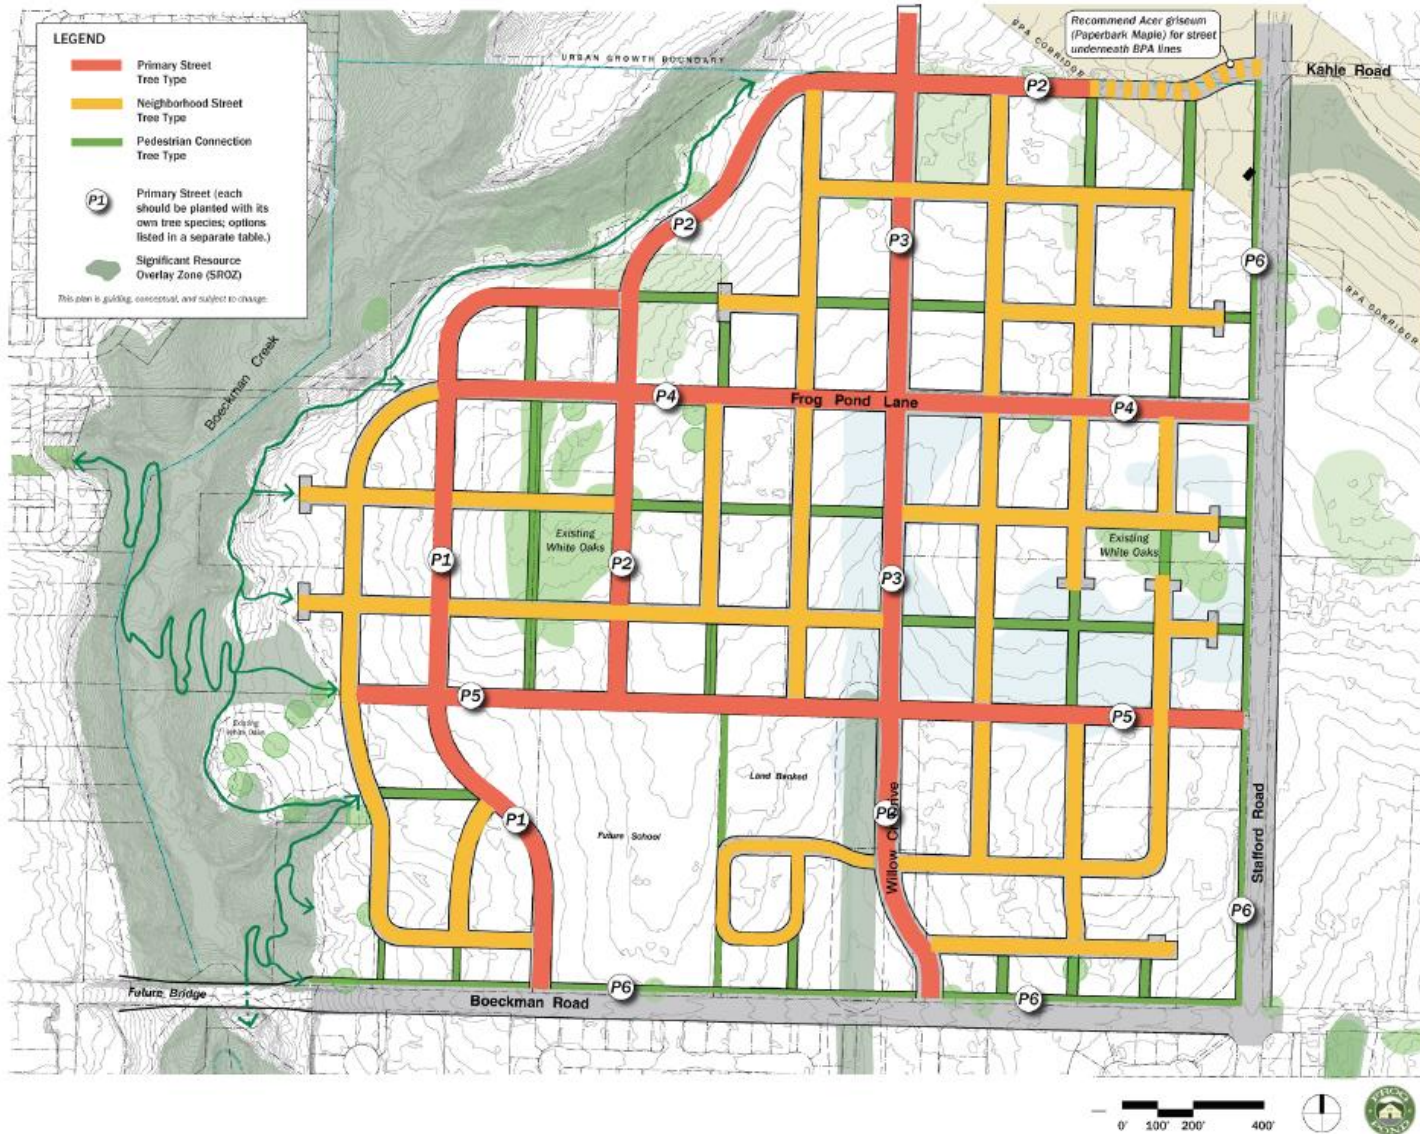 LEGEND
Primary Street
Tree Type
Neighborhood Street
Tree Type
Pedestrian Connection
Tree Type
P1
Primary Street (each
should be planted with its
own tree species; options
listed in a separate table.)
Significant Resource
Overlay Zone (SROZ)
This plan is guiding, conceptual, and subject to change.
URBAN GROWTH BOUNDARY
BPA CORRIDOR
Recommend Acer griseum
(Paperbark Maple) for street
underneath BPA lines
Kahle Road
P2
P2
P3
P6
BPA CORRIDOR
Boeckman Creek
P4
Frog Pond Lane
P4
Existing
White Oaks
Existing
White Oaks
P1
P2
P3
P5
P5
Existing
White Oaks
Land Banked
Future School
P1
Willow
Drive
Stafford Road
P6
P6
P6
Future Bridge
Boeckman Road
0' 100' 200' 400'
FROG
POND